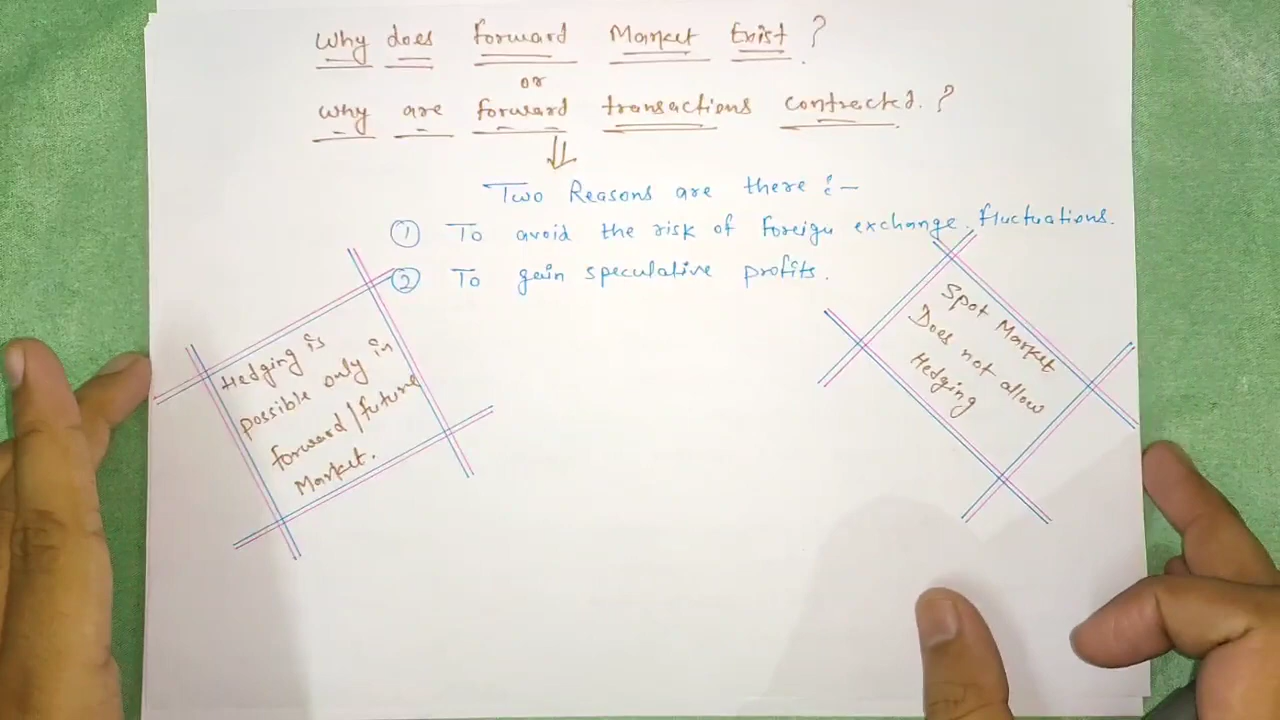 Why does Forward Market Exist ?
or
Why are forward transactions contracted. ?
Two Reasons are there :-
① To avoid the risk of foreign exchange fluctuations.
② To gain speculative profits.
Hedging is
possible only in
forward/future
Market.
Spot Market
Does not allow
Hedging